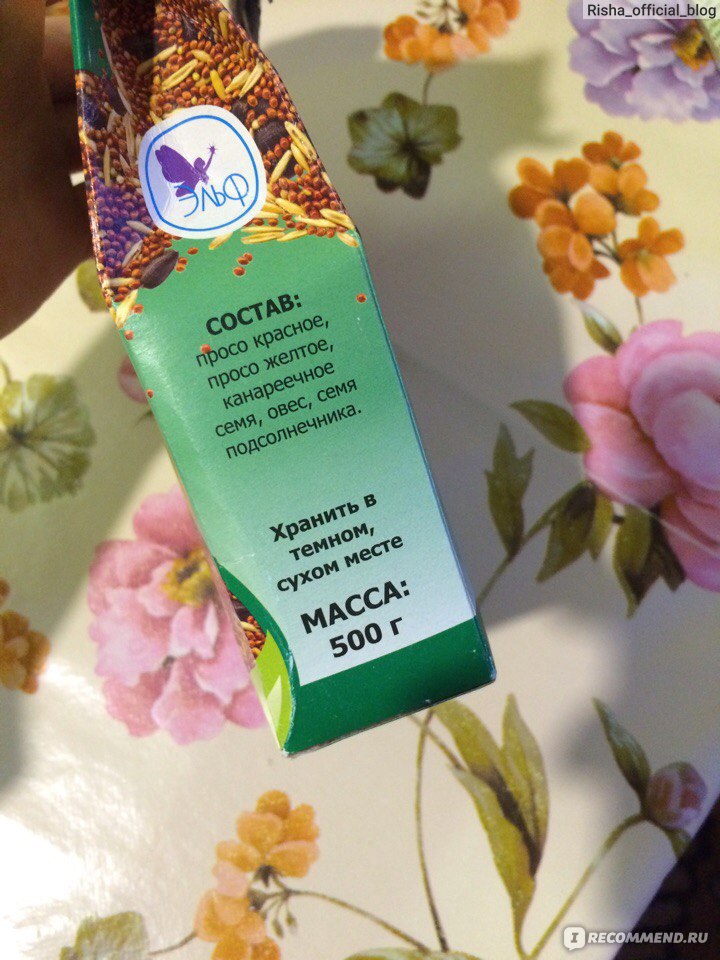 Risha_official_blog
ЭльФ
СОСТАВ:
просо красное,
просо желтое,
канареечное
семя, овес, семя
подсолнечника.
Хранить в
темном,
сухом месте
МАССА:
500 г
IRECOMMEND.RU